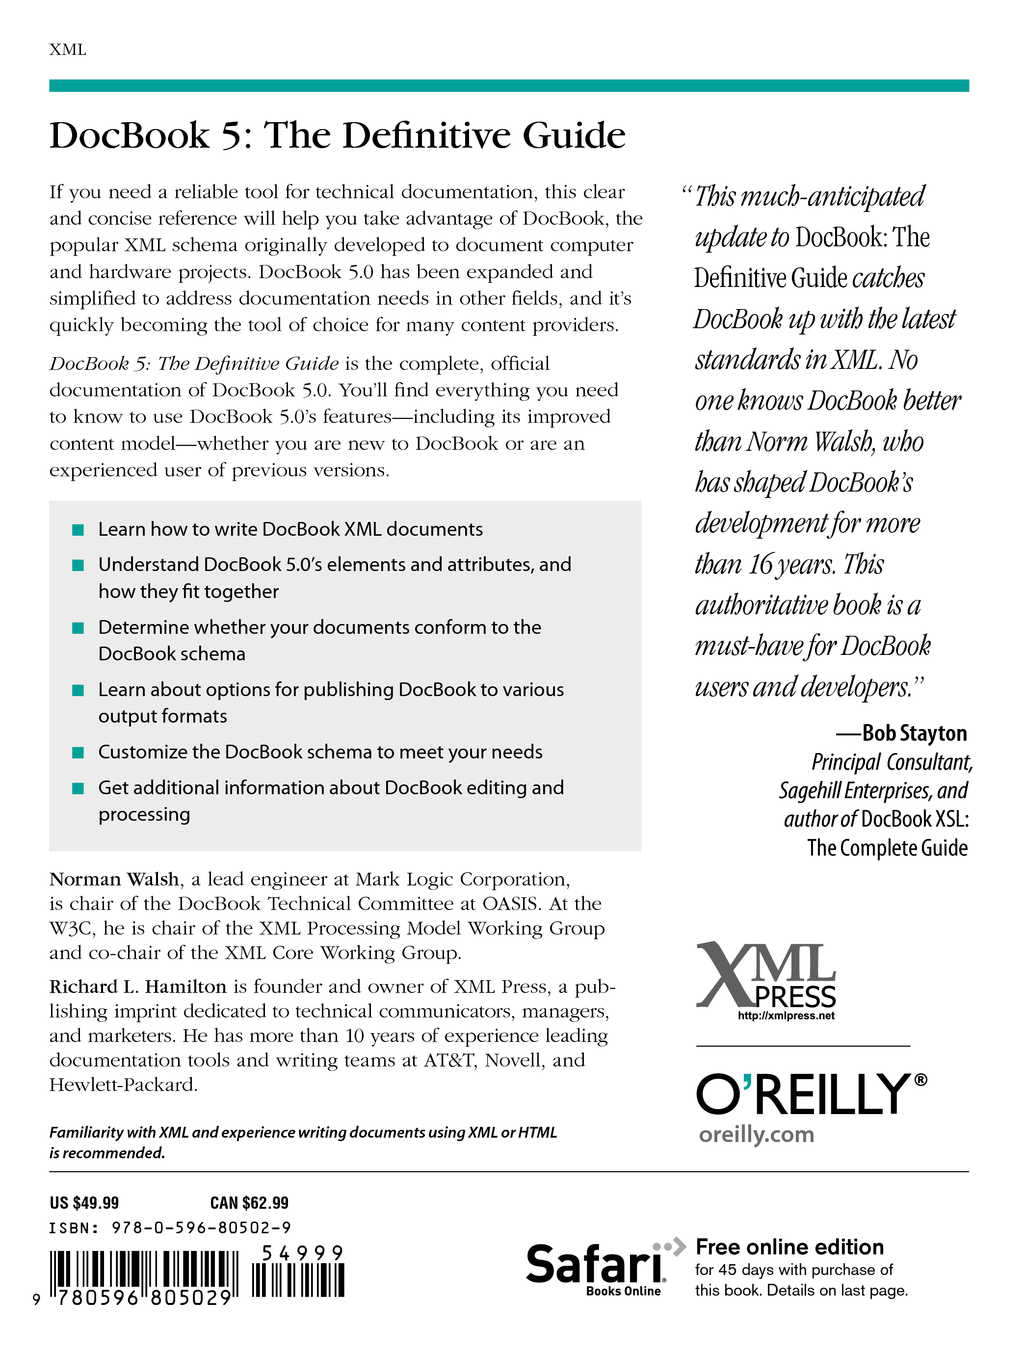 XML
DocBook 5: The Definitive Guide
If you need a reliable tool for technical documentation, this clear
and concise reference will help you take advantage of DocBook, the
popular XML schema originally developed to document computer
and hardware projects. DocBook 5.0 has been expanded and
simplified to address documentation needs in other fields, and it's
quickly becoming the tool of choice for many content providers.
DocBook 5: The Definitive Guide is the complete, official
documentation of DocBook 5.0. You'll find everything you need
to know to use DocBook 5.0's features—including its improved
content model—whether you are new to DocBook or are an
experienced user of previous versions.
■ Learn how to write DocBook XML documents
■ Understand DocBook 5.0's elements and attributes, and
how they fit together
■ Determine whether your documents conform to the
DocBook schema
■ Learn about options for publishing DocBook to various
output formats
■ Customize the DocBook schema to meet your needs
■ Get additional information about DocBook editing and
processing
Norman Walsh, a lead engineer at Mark Logic Corporation,
is chair of the DocBook Technical Committee at OASIS. At the
W3C, he is chair of the XML Processing Model Working Group
and co-chair of the XML Core Working Group.
Richard L. Hamilton is founder and owner of XML Press, a pub-
lishing imprint dedicated to technical communicators, managers,
and marketers. He has more than 10 years of experience leading
documentation tools and writing teams at AT&T, Novell, and
Hewlett-Packard.
Familiarity with XML and experience writing documents using XML or HTML
is recommended.
“This much-anticipated
update to DocBook: The
Definitive Guide catches
DocBook up with the latest
standards in XML. No
one knows DocBook better
than Norm Walsh, who
has shaped DocBook's
development for more
than 16 years. This
authoritative book is a
must-have for DocBook
users and developers.”
—Bob Stayton
Principal Consultant,
Sagehill Enterprises, and
author of DocBook XSL:
The Complete Guide
XML
PRESS
http://xmlpress.net
O'REILLY®
oreilly.com
US $49.99 CAN $62.99
ISBN: 978-0-596-80502-9
54999
9 780596 805029
Safari®
Books Online
Free online edition
for 45 days with purchase of
this book. Details on last page.